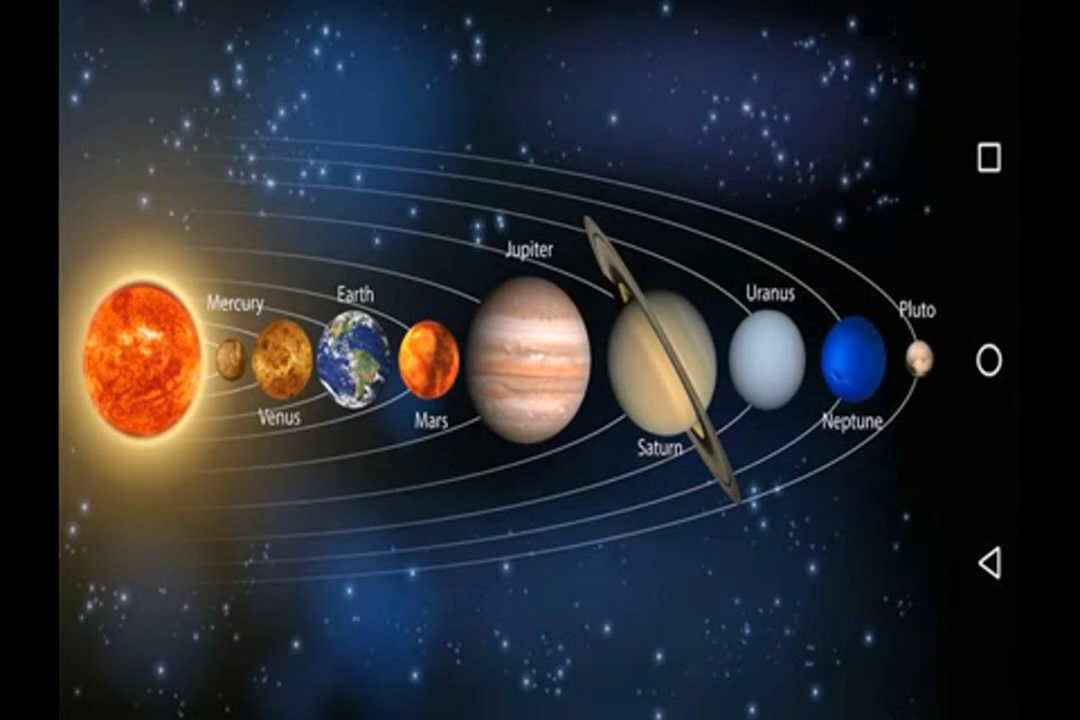 Mercury
Venus
Earth
Mars
Jupiter
Saturn
Uranus
Neptune
Pluto